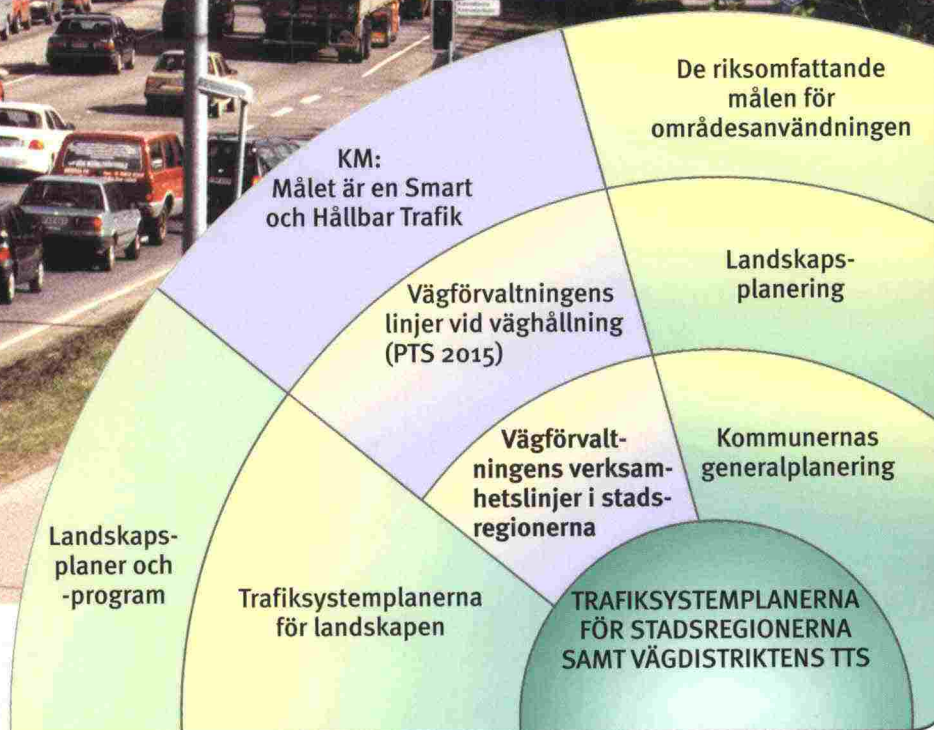 De riksomfattande
målen för
områdesanvändningen
KM:
Målet är en Smart
och Hållbar Trafik
Landskaps-
planering
Vägförvaltningens
linjer vid väghållning
(PTS 2015)
Kommunernas
generalplanering
Vägförvalt-
ningens verksam-
hetslinjer i stads-
regionerna
Landskaps-
planer och
-program
Trafiksystemplanerna
för landskapen
TRAFIKSYSTEMPLANERNA
FÖR STADSREGIONERNA
SAMT VÄGDISTRIKTENS TTS